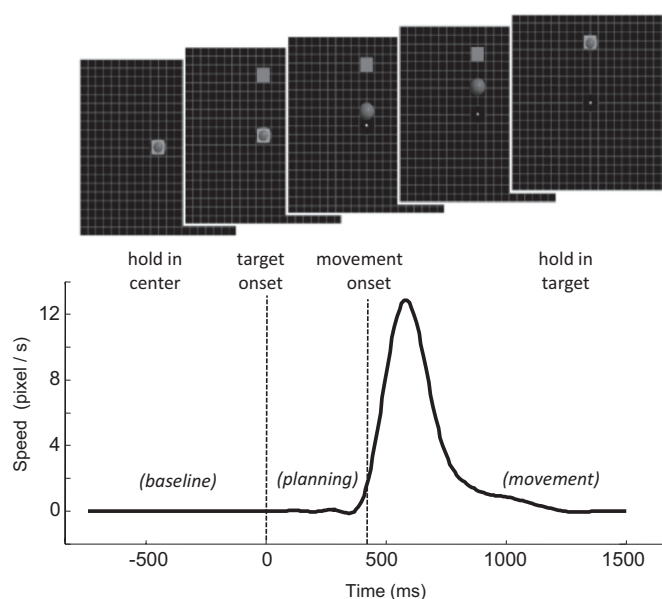 hold in center
target onset
movement onset
hold in target
12
8
4
0
Speed (pixel / s)
(baseline)
(planning)
(movement)
-500
0
500
1000
1500
Time (ms)